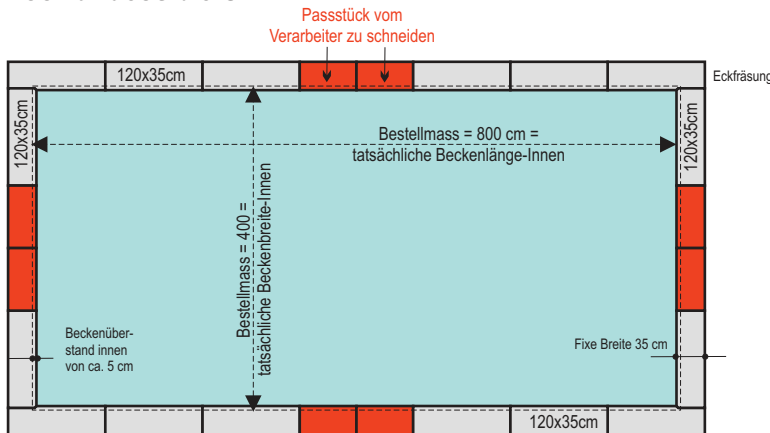 Passstück vom
Verarbeiter zu schneiden
120x35cm
Eckfräsung
120x35cm
120x35cm
Bestellmass = 800 cm =
tatsächliche Beckenlänge-Innen
Bestellmass = 400 =
tatsächliche Beckenbreite-Innen
Beckenüber-
stand innen
von ca. 5 cm
Fixe Breite 35 cm
120x35cm